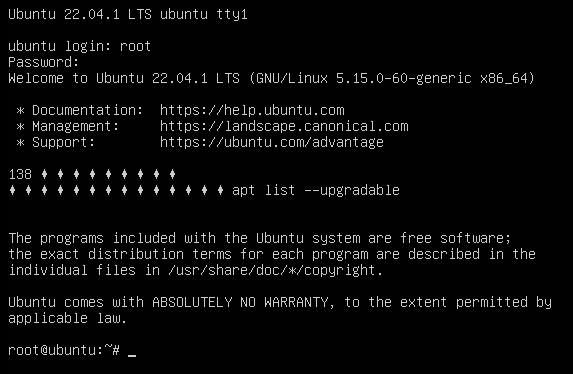 Ubuntu 22.04.1 LTS ubuntu tty1
ubuntu login: root
Password:
Welcome to Ubuntu 22.04.1 LTS (GNU/Linux 5.15.0-60-generic x86_64)
* Documentation:  https://help.ubuntu.com
* Management:     https://landscape.canonical.com
* Support:        https://ubuntu.com/advantage
138 ♦ ♦ ♦ ♦ ♦ ♦ ♦ ♦ ♦
♦ ♦ ♦ ♦ ♦ ♦ ♦ ♦ ♦ ♦ ♦ ♦ ♦ ♦ apt list --upgradable
The programs included with the Ubuntu system are free software;
the exact distribution terms for each program are described in the
individual files in /usr/share/doc/*/copyright.
Ubuntu comes with ABSOLUTELY NO WARRANTY, to the extent permitted by
applicable law.
root@ubuntu:~# _